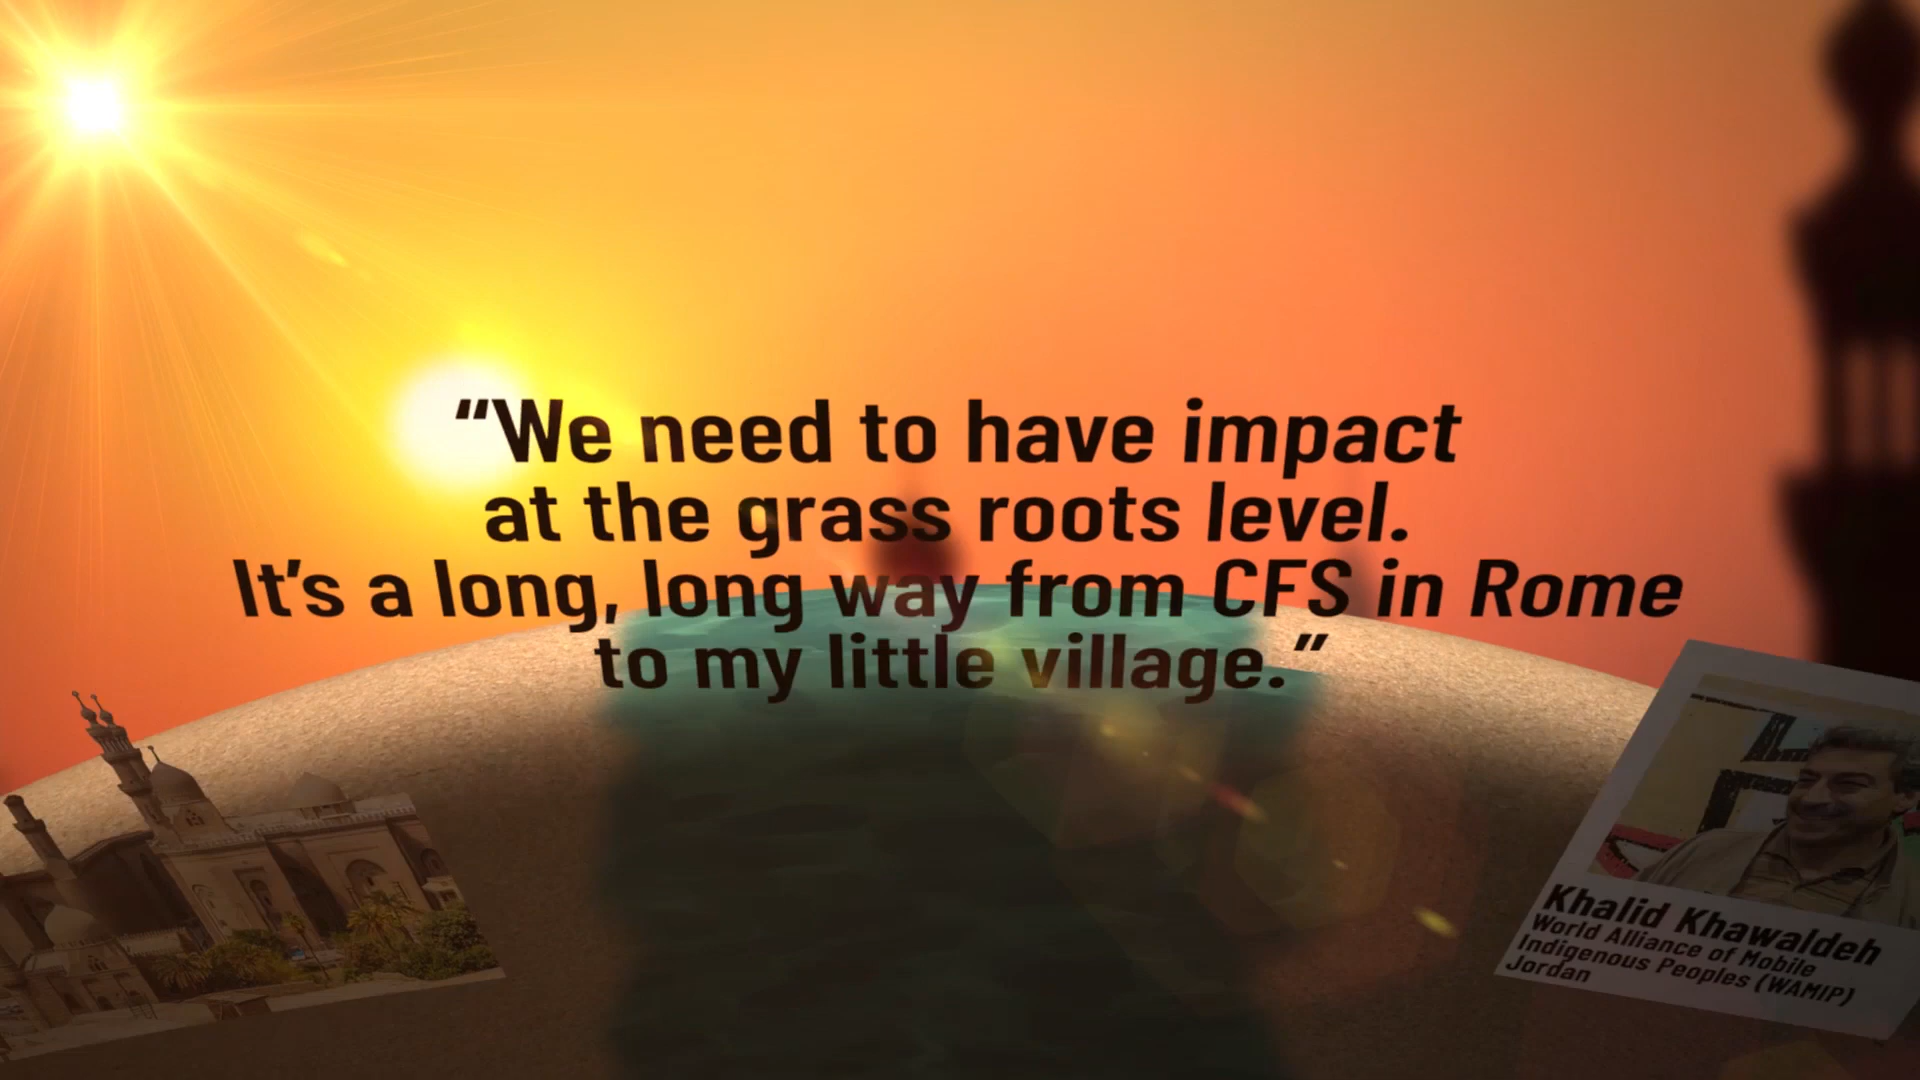 “We need to have impact
at the grass roots level.
It’s a long, long way from CFS in Rome
to my little village.”
Khalid Khawaldeh
World Alliance of Mobile
Indigenous Peoples (WAMIP)
Jordan